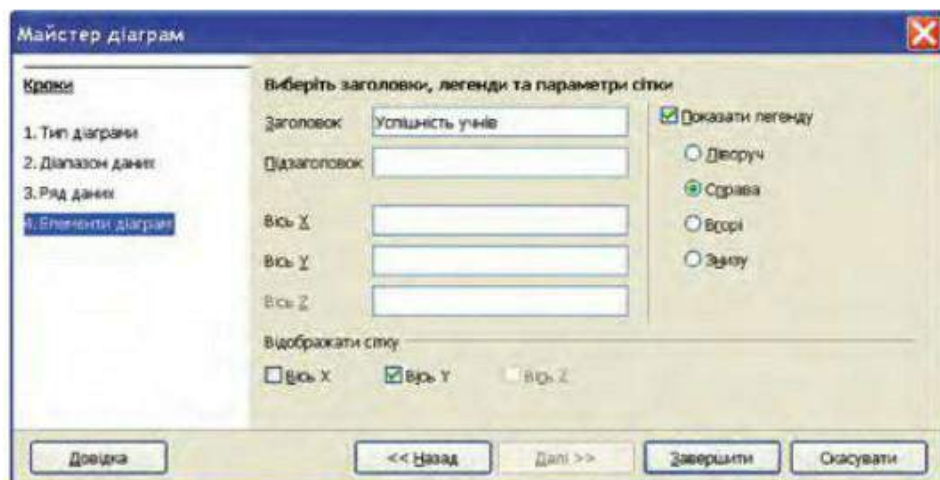 Майстер діаграм
Кроки
1. Тип діаграми
2. Діапазон даних
3. Ряд даних
4. Елементи діаграм
Виберіть заголовки, легенди та параметри сітки
Заголовок Успішність учнів
Підзаголовок
Вісь X
Вісь Y
Вісь Z
Показати легенду
Ліворуч
Справа
Вгорі
Знизу
Відображати сітку
Вісь X Вісь Y Вісь Z
Довідка << Назад Далі >> Завершити Скасувати